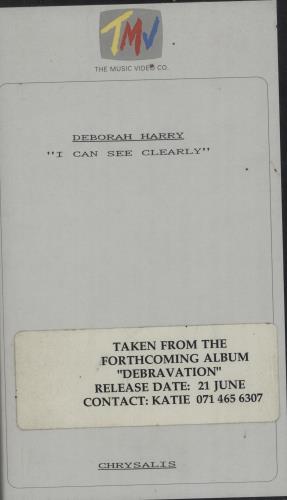 TMV
THE MUSIC VIDEO CO.
DEBORAH HARRY
"I CAN SEE CLEARLY"
TAKEN FROM THE
FORTHCOMING ALBUM
"DEBRAVATION"
RELEASE DATE: 21 JUNE
CONTACT: KATIE 071 465 6307
CHRYSALIS